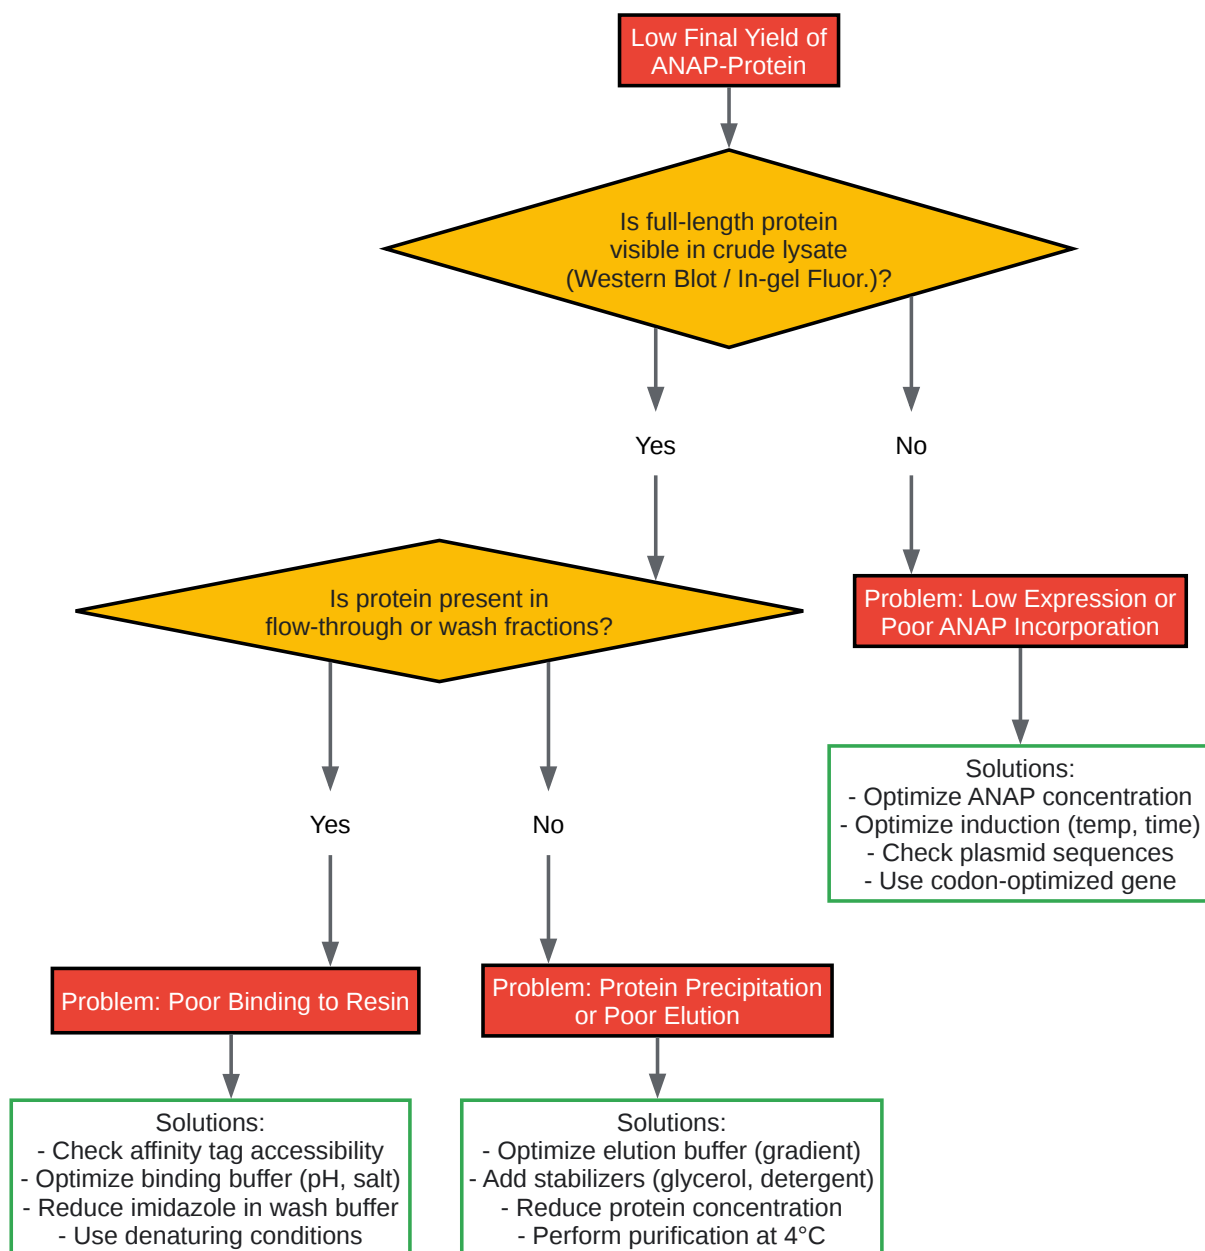 Low Final Yield of
ANAP-Protein
Is full-length protein
visible in crude lysate
(Western Blot / In-gel Fluor.)?
Yes
No
Is protein present in
flow-through or wash fractions?
Problem: Low Expression or
Poor ANAP Incorporation
Solutions:
- Optimize ANAP concentration
- Optimize induction (temp, time)
- Check plasmid sequences
- Use codon-optimized gene
Yes
No
Problem: Poor Binding to Resin
Problem: Protein Precipitation
or Poor Elution
Solutions:
- Check affinity tag accessibility
- Optimize binding buffer (pH, salt)
- Reduce imidazole in wash buffer
- Use denaturing conditions
Solutions:
- Optimize elution buffer (gradient)
- Add stabilizers (glycerol, detergent)
- Reduce protein concentration
- Perform purification at 4°C